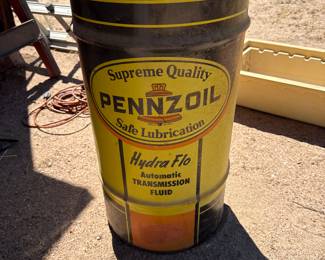 Supreme Quality
PENNZOIL
Safe Lubrication
Hydra Flo
Automatic
TRANSMISSION
FLUID